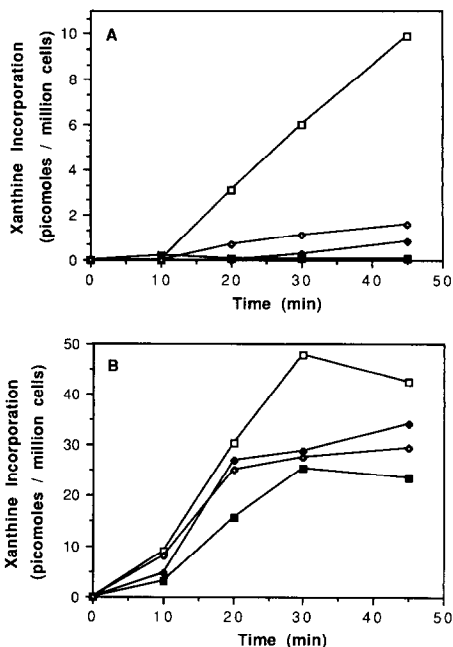 A
Xanthine Incorporation
(picomoles / million cells)
10
8
6
4
2
0
0 10 20 30 40 50
Time (min)
B
Xanthine Incorporation
(picomoles / million cells)
50
40
30
20
10
0
0 10 20 30 40 50
Time (min)